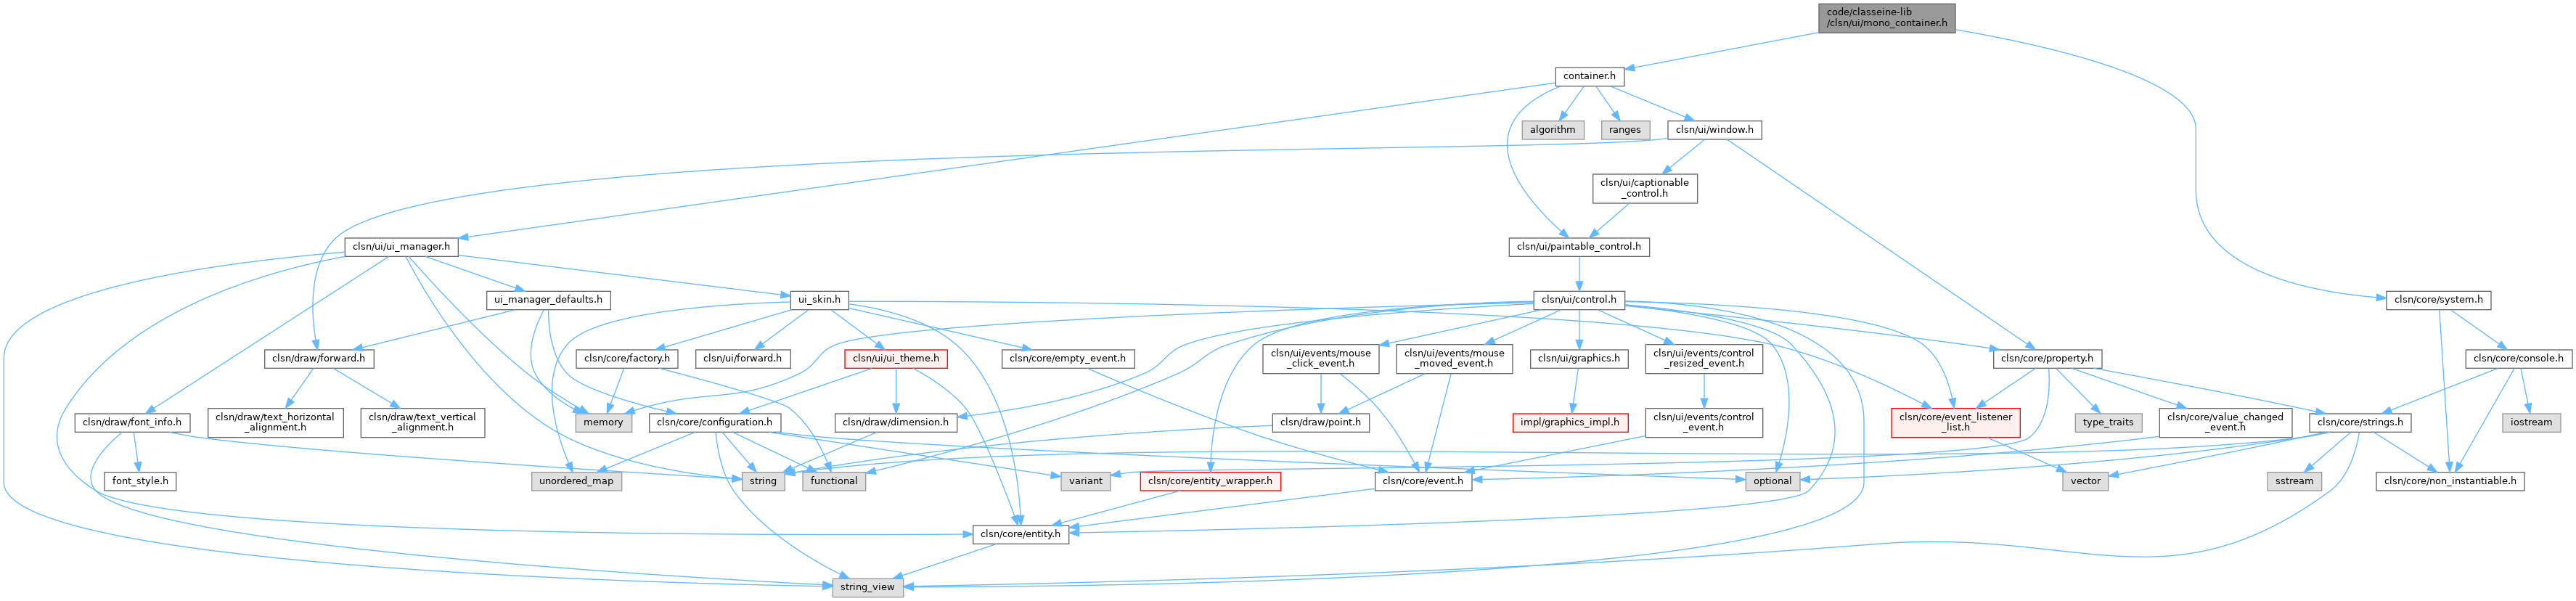 code/classeine-lib
/clsn/ui/mono_container.h
container.h
algorithm
ranges
clsn/ui/window.h
clsn/ui/captionable
_control.h
clsn/ui/ui_manager.h
clsn/ui/paintable_control.h
ui_manager_defaults.h
ui_skin.h
clsn/ui/control.h
clsn/core/system.h
clsn/draw/forward.h
clsn/core/factory.h
clsn/ui/forward.h
clsn/ui/ui_theme.h
clsn/core/empty_event.h
clsn/ui/events/mouse
_click_event.h
clsn/ui/events/mouse
_moved_event.h
clsn/ui/graphics.h
clsn/ui/events/control
_resized_event.h
clsn/core/property.h
clsn/core/console.h
clsn/draw/font_info.h
clsn/draw/text_horizontal
_alignment.h
clsn/draw/text_vertical
_alignment.h
memory
clsn/core/configuration.h
clsn/draw/dimension.h
clsn/draw/point.h
impl/graphics_impl.h
clsn/ui/events/control
_event.h
clsn/core/event_listener
_list.h
type_traits
clsn/core/value_changed
_event.h
clsn/core/strings.h
iostream
font_style.h
unordered_map
string
functional
variant
clsn/core/entity_wrapper.h
clsn/core/event.h
optional
vector
sstream
clsn/core/non_instantiable.h
clsn/core/entity.h
string_view